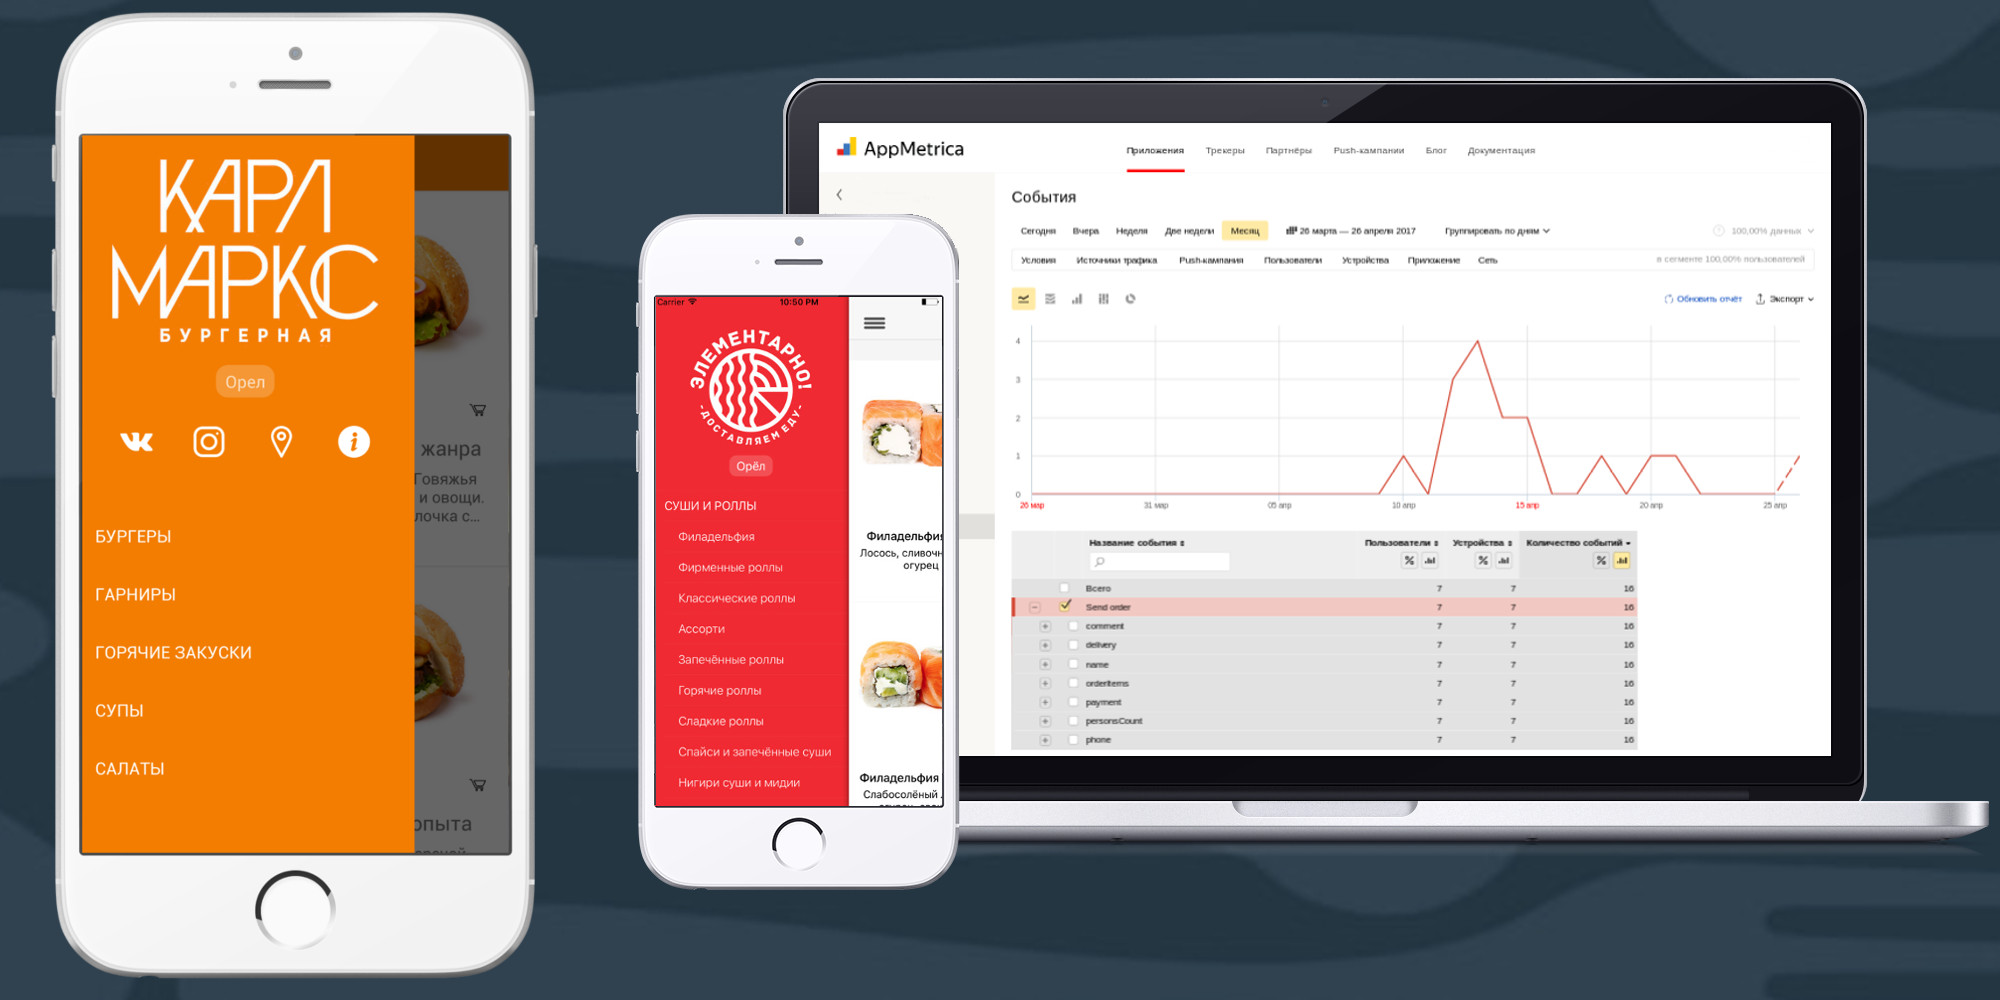 КАРЛ
МАРКС
БУРГЕРНАЯ
Орел
БУРГЕРЫ
ГАРНИРЫ
ГОРЯЧИЕ ЗАКУСКИ
СУПЫ
САЛАТЫ
жанра
Говяжья
и овощи.
лочка с...
опыта
Carrier
10:50 PM
ЭЛЕМЕНТАРНО!
-ДОСТАВЛЯЕМ ЕДУ-
Орёл
СУШИ И РОЛЛЫ
Филадельфия
Фирменные роллы
Классические роллы
Ассорти
Запечённые роллы
Горячие роллы
Сладкие роллы
Спайси и запечённые суши
Нигири суши и мидии
Филадельфия
Лосось, сливочн
огурец
Филадельфия
Слабосолёный
AppMetrica
Приложения Трекеры Партнёры Push-кампании Блог Документация
События
Сегодня Вчера Неделя Две недели Месяц 26 марта — 26 апреля 2017 Группировать по дням 100,00% данных
Условия Источники трафика Push-кампания Пользователи Устройства Приложение Сеть в сегменте 100,00% пользователей
Обновить отчёт Экспорт
4
3
2
1
0
26 мар 31 мар 05 апр 10 апр 15 апр 20 апр 25 апр
Название события Пользователи Устройства Количество событий
% % %
Всего 7 7 16
Send order 7 7 16
comment 7 7 16
delivery 7 7 16
name 7 7 16
orderItems 7 7 16
payment 7 7 16
personsCount 7 7 16
phone 7 7 16